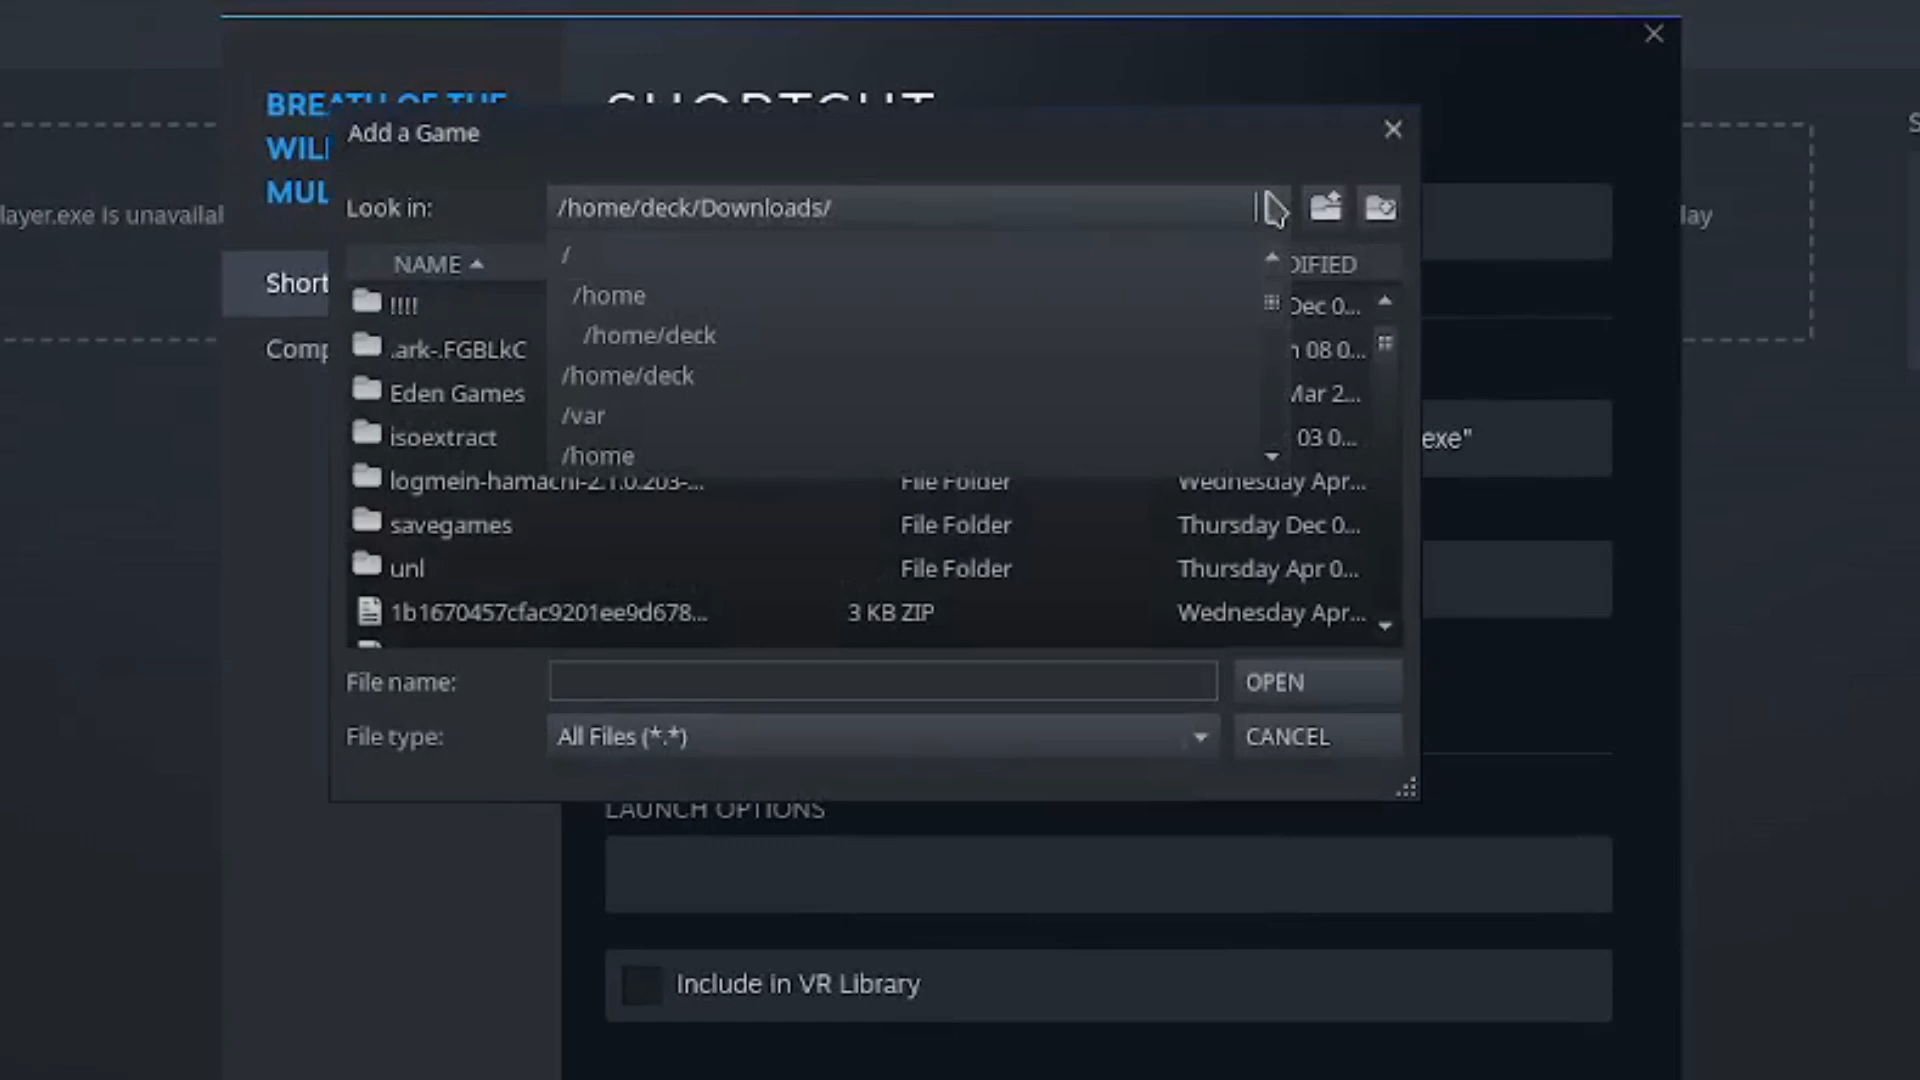 BREATH OF THE
WIL
MUL
SHORTCUT
Add a Game
Look in:
/home/deck/Downloads/
layer.exe is unavailal
lay
S
/
/home
/home/deck
/home/deck
/var
/home
NAME
DIFIED
Short
Comp
!!!!
Dec 0...
.ark-.FGBLkC
08 0...
Eden Games
Mar 2...
isoextract
03 0...
exe"
logmein-hamachi-2.1.0.203-...
File Folder
Wednesday Apr...
savegames
File Folder
Thursday Dec 0...
unl
File Folder
Thursday Apr 0...
1b1670457cfac9201ee9d678...
3 KB ZIP
Wednesday Apr...
File name:
OPEN
File type:
All Files (*.*)
CANCEL
LAUNCH OPTIONS
Include in VR Library